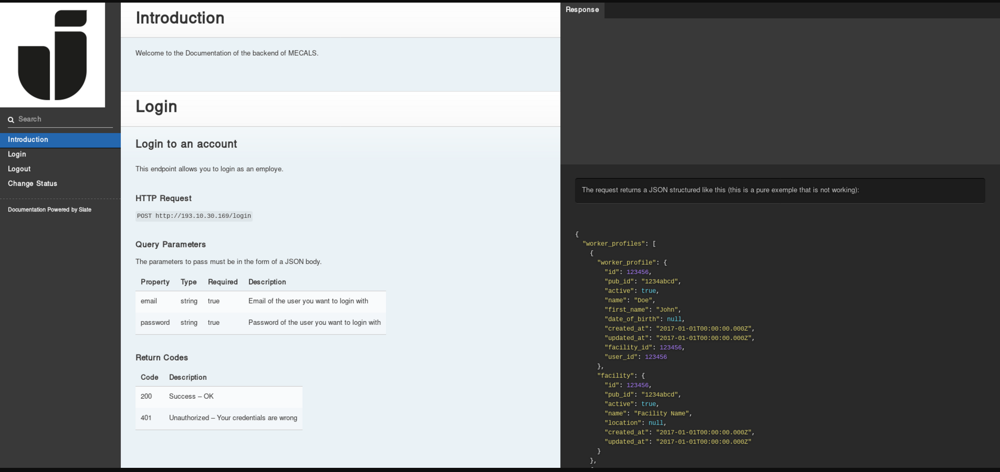 Search
Introduction
Login
Logout
Change Status
Documentation Powered by Slate
Introduction
Welcome to the Documentation of the backend of MECALS.
Login
Login to an account
This endpoint allows you to login as an employe.
HTTP Request
POST http://193.10.30.169/login
Query Parameters
The parameters to pass must be in the form of a JSON body.
Property Type Required Description
email string true Email of the user you want to login with
password string true Password of the user you want to login with
Return Codes
Code Description
200 Success – OK
401 Unauthorized – Your credentials are wrong
Response
The request returns a JSON structured like this (this is a pure exemple that is not working):
{
"worker_profiles": [
{
"worker_profile": {
"id": 123456,
"pub_id": "1234abcd",
"active": true,
"name": "Doe",
"first_name": "John",
"date_of_birth": null,
"created_at": "2017-01-01T00:00:00.000Z",
"updated_at": "2017-01-01T00:00:00.000Z",
"facility_id": 123456,
"user_id": 123456
},
"facility": {
"id": 123456,
"pub_id": "1234abcd",
"active": true,
"name": "Facility Name",
"location": null,
"created_at": "2017-01-01T00:00:00.000Z",
"updated_at": "2017-01-01T00:00:00.000Z"
}
},